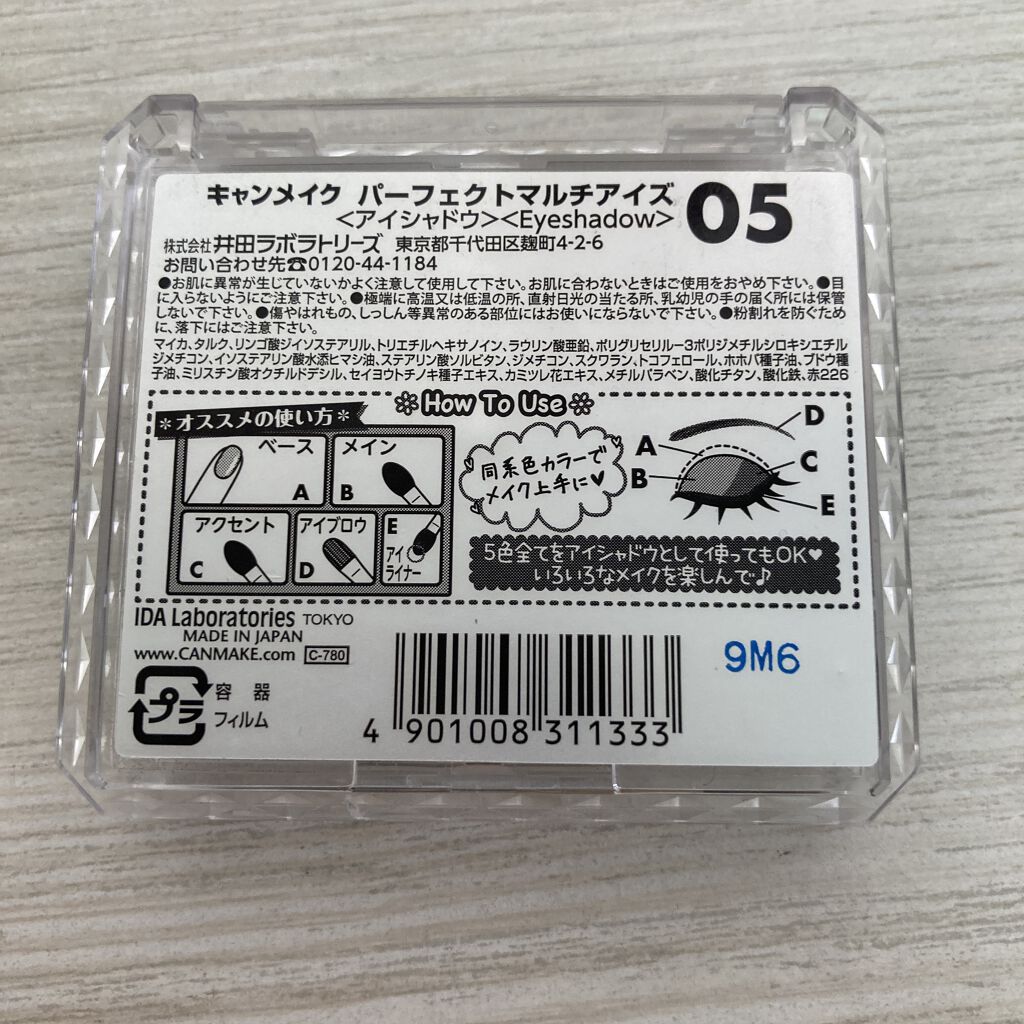 キャンメイク パーフェクトマルチアイズ 05
<アイシャドウ><Eyeshadow>
株式会社 井田ラボラトリーズ 東京都千代田区麹町4-2-6
お問い合わせ先☎0120-44-1184
●お肌に異常が生じていないかよく注意して使用して下さい。お肌に合わないときはご使用をおやめ下さい。●目
に入らないようにご注意下さい。●極端に高温又は低温の所、直射日光の当たる所、乳幼児の手の届く所には保管
しないで下さい。●傷やはれもの、しっしん等異常のある部位にはお使いにならないで下さい。●粉割れを防ぐため
に、落下にはご注意下さい。
マイカ、タルク、リンゴ酸ジイソステアリル、トリエチルヘキサノイン、ラウリン酸亜鉛、ポリグリセリルー3ポリジメチルシロキシエチル
ジメチコン、イソステアリン酸水添ヒマシ油、ステアリン酸ソルビタン、ジメチコン、スクワラン、トコフェロール、ホホバ種子油、ブドウ種
子油、ミリスチン酸オクチルドデシル、セイヨウトチノキ種子エキス、カミツレ花エキス、メチルパラベン、酸化チタン、酸化鉄、赤226
How To Use
*オススメの使い方*
ベース
A
メイン
B
アクセント
C
アイブロウ
D
E
アイ
ライナー
同系色カラーで
メイク上手に♥
A
B
D
C
E
5色全てをアイシャドウとして使ってもOK♥
いろいろなメイクを楽しんで♪
IDA Laboratories TOKYO
MADE IN JAPAN
www.CANMAKE.com C-780
プラ
容器
フィルム
4 901008 311333
9M6